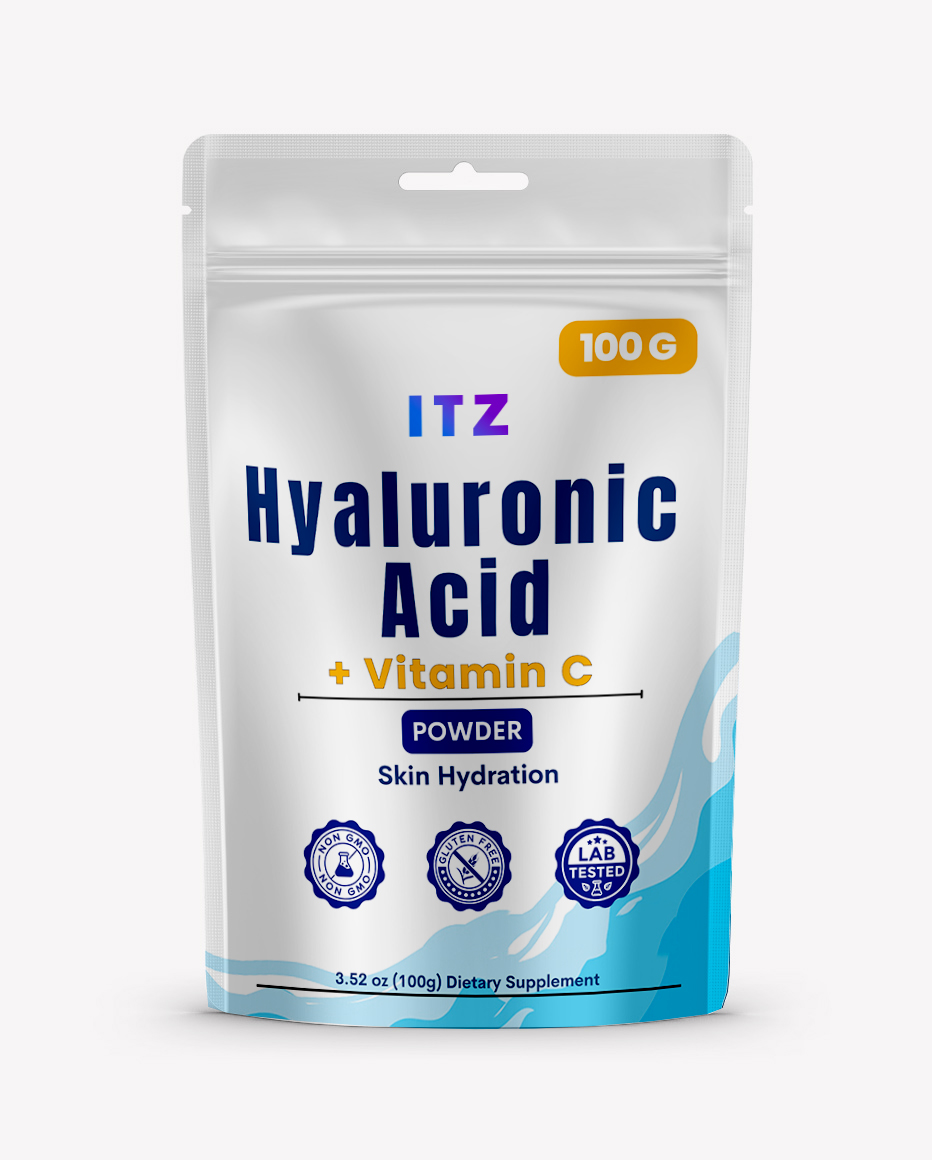 100 G
ITZ
Hyaluronic
Acid
+ Vitamin C
POWDER
Skin Hydration
NON GMO
NON GMO
GLUTEN FREE
LAB
TESTED
3.52 oz (100g) Dietary Supplement